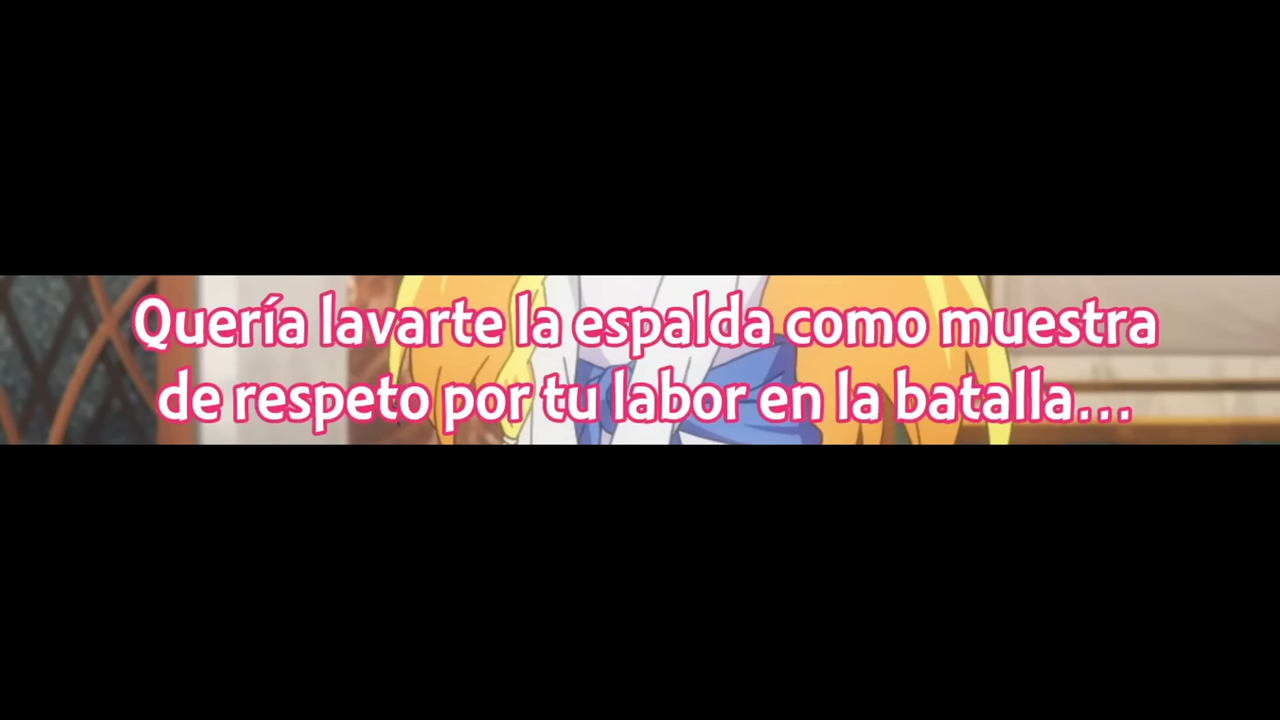 Quería lavarte la espalda como muestra
de respeto por tu labor en la batalla...